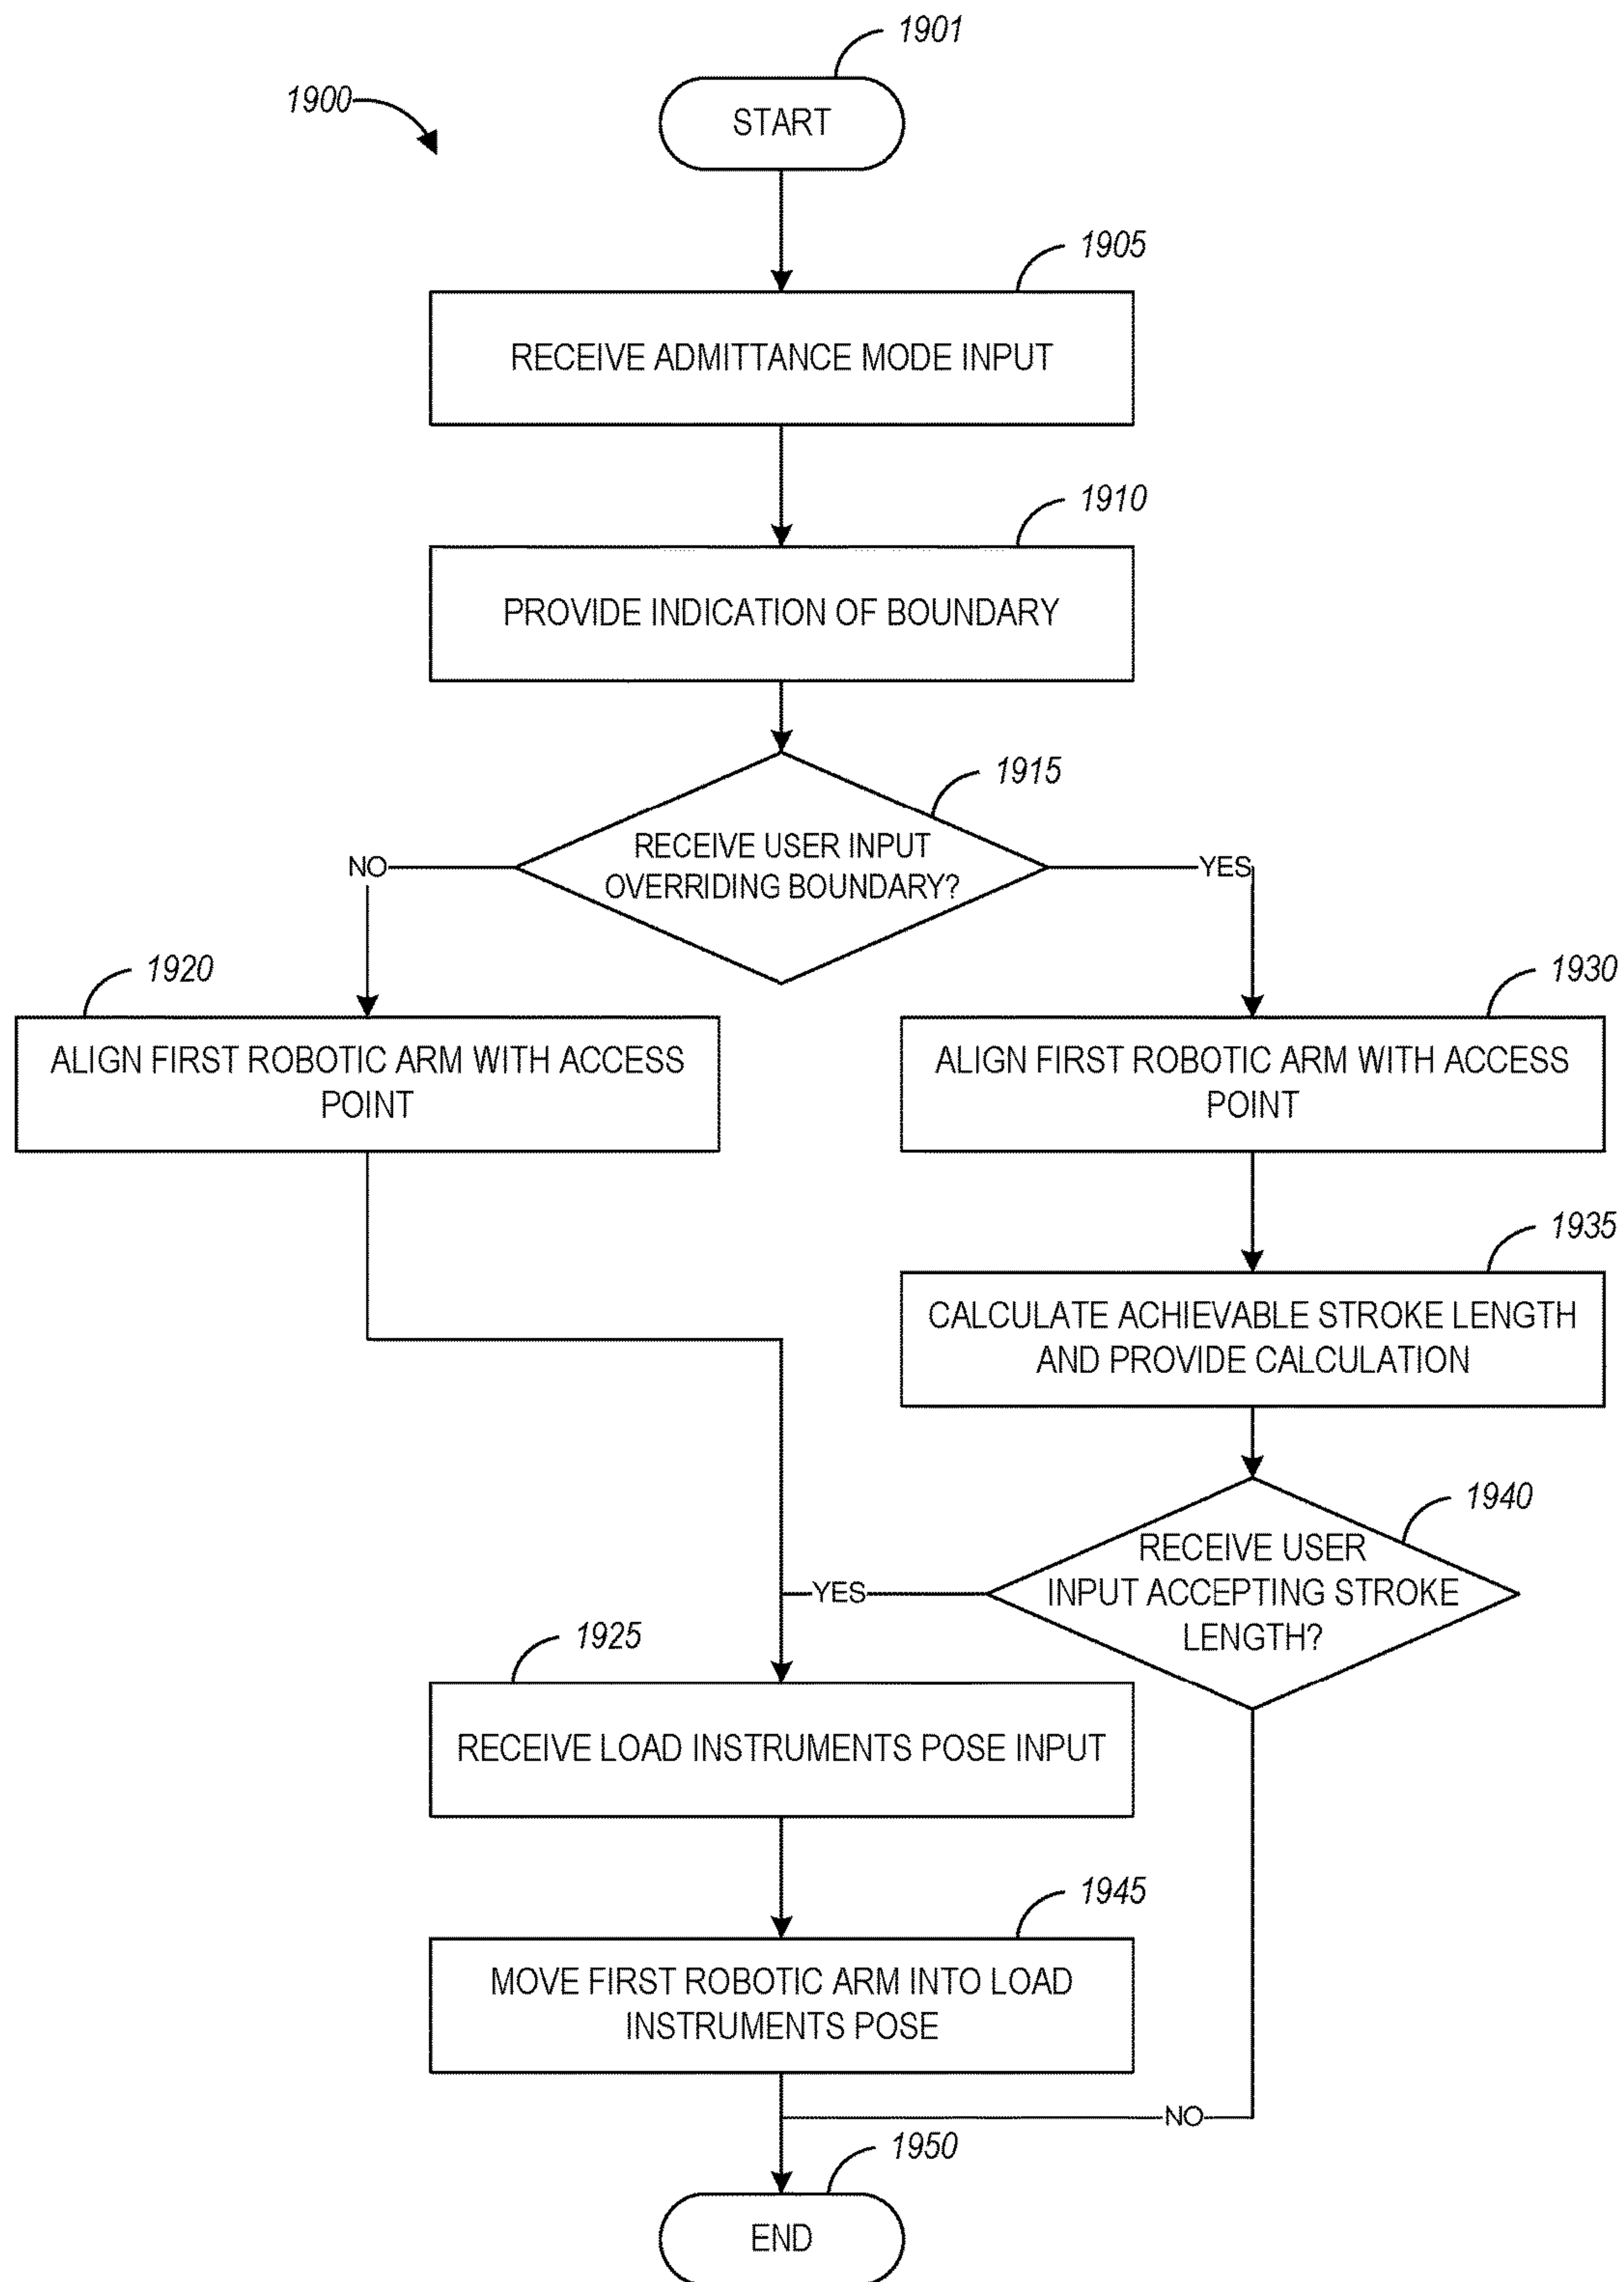 1901
1900
START
1905
RECEIVE ADMITTANCE MODE INPUT
1910
PROVIDE INDICATION OF BOUNDARY
1915
RECEIVE USER INPUT
OVERRIDING BOUNDARY?
NO
YES
1920
ALIGN FIRST ROBOTIC ARM WITH ACCESS
POINT
1930
ALIGN FIRST ROBOTIC ARM WITH ACCESS
POINT
1935
CALCULATE ACHIEVABLE STROKE LENGTH
AND PROVIDE CALCULATION
1940
RECEIVE USER
INPUT ACCEPTING STROKE
LENGTH?
YES
1925
RECEIVE LOAD INSTRUMENTS POSE INPUT
1945
MOVE FIRST ROBOTIC ARM INTO LOAD
INSTRUMENTS POSE
NO
1950
END